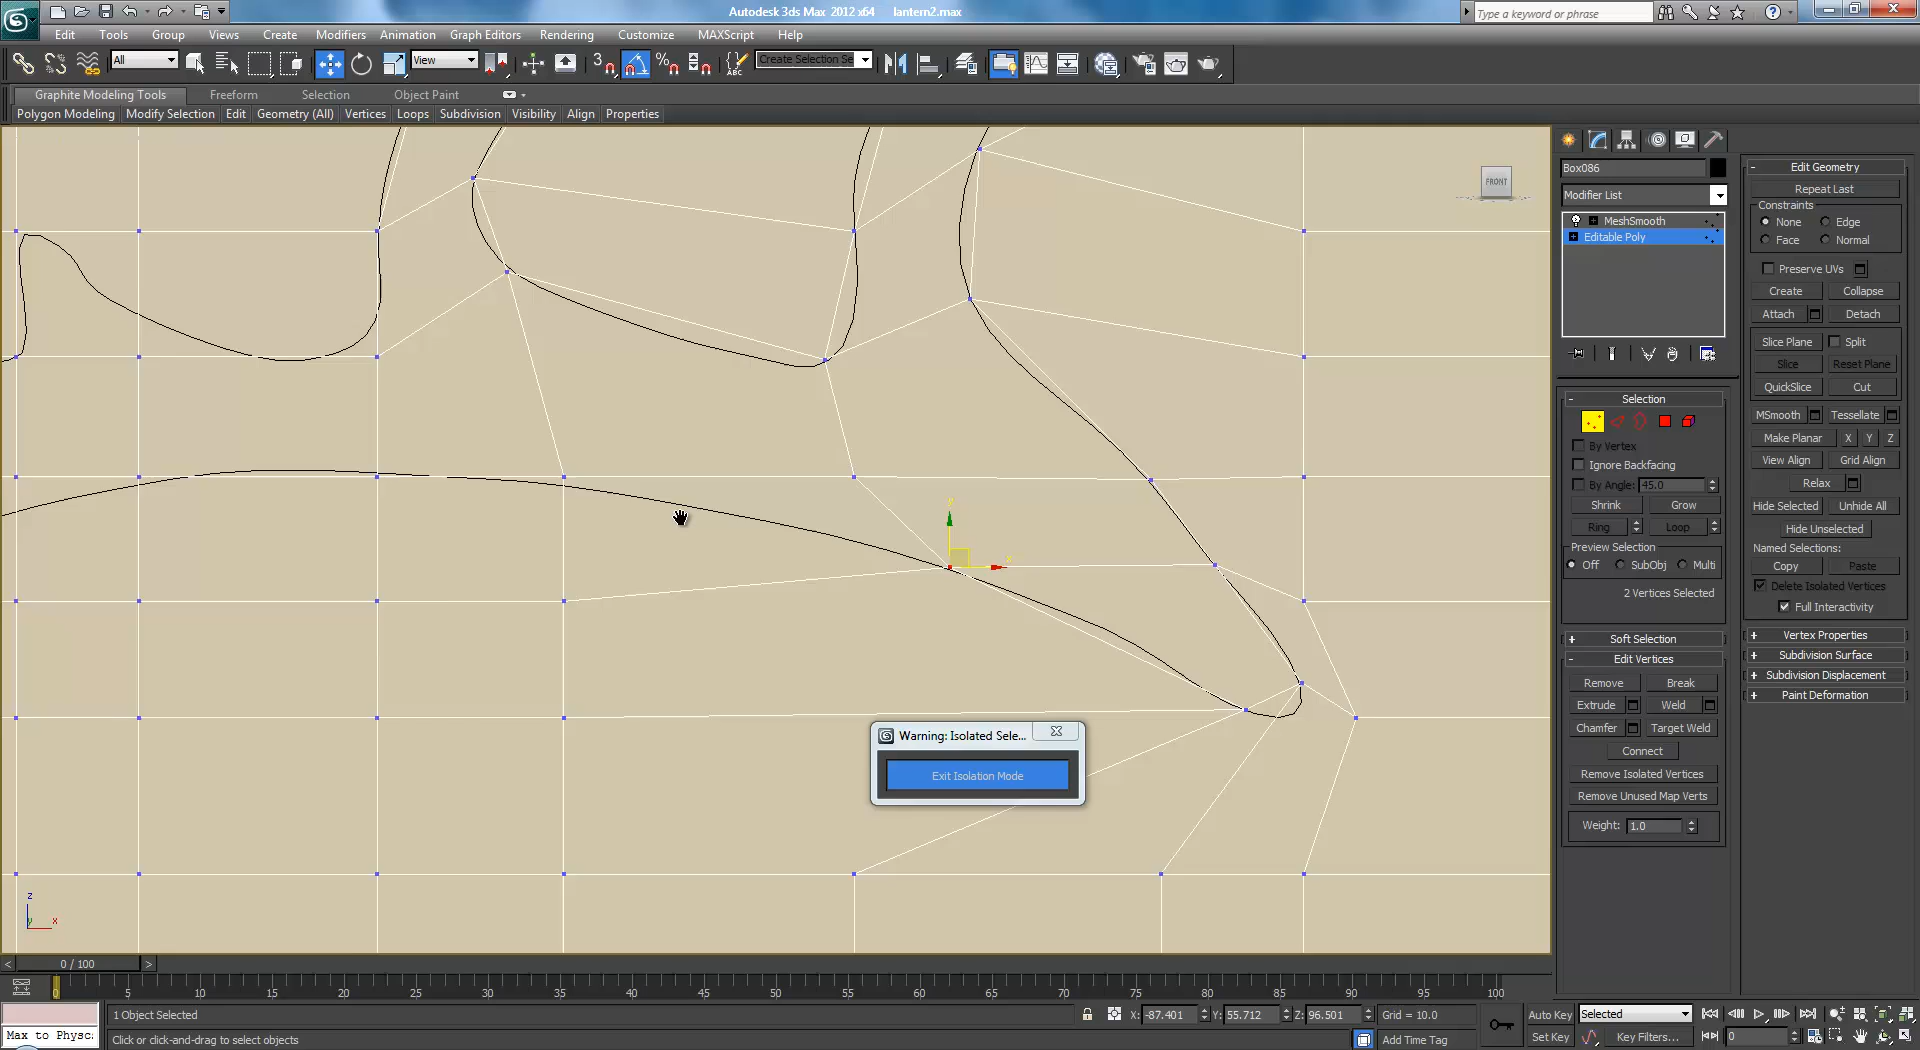 Autodesk 3ds Max 2012 x64 lantern2.max
Type a keyword or phrase
Edit Tools Group Views Create Modifiers Animation Graph Editors Rendering Customize MAXScript Help
All View 3 Create Selection Se
Graphite Modeling Tools Freeform Selection Object Paint
Polygon Modeling Modify Selection Edit Geometry (All) Vertices Loops Subdivision Visibility Align Properties
FRONT
Box086
Modifier List
MeshSmooth
Editable Poly
Selection
By Vertex
Ignore Backfacing
By Angle: 45.0
Shrink Grow
Ring Loop
Preview Selection
Off SubObj Multi
2 Vertices Selected
Soft Selection
Edit Vertices
Remove Break
Extrude Weld
Chamfer Target Weld
Connect
Remove Isolated Vertices
Remove Unused Map Verts
Weight: 1.0
Edit Geometry
Repeat Last
Constraints
None Edge
Face Normal
Preserve UVs
Create Collapse
Attach Detach
Slice Plane Split
Slice Reset Plane
QuickSlice Cut
MSmooth Tessellate
Make Planar X Y Z
View Align Grid Align
Relax
Hide Selected Unhide All
Hide Unselected
Named Selections:
Copy Paste
Delete Isolated Vertices
Full Interactivity
Vertex Properties
Subdivision Surface
Subdivision Displacement
Paint Deformation
Warning: Isolated Sele...
Exit Isolation Mode
z
y x
< 0 / 100 >
0 5 10 15 20 25 30 35 40 45 50 55 60 65 70 75 80 85 90 95 100
1 Object Selected X: -87.401 Y: 55.712 Z: 96.501 Grid = 10.0 Auto Key Selected
Max to Physc
Click or click-and-drag to select objects Add Time Tag Set Key Key Filters... 0